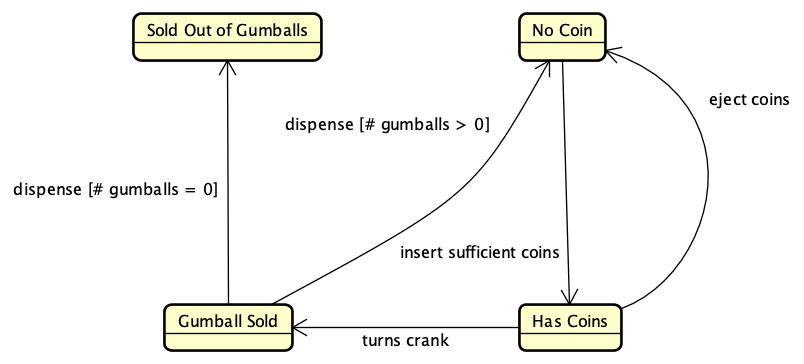 Sold Out of Gumballs
No Coin
eject coins
dispense [# gumballs > 0]
dispense [# gumballs = 0]
insert sufficient coins
Gumball Sold
Has Coins
turns crank